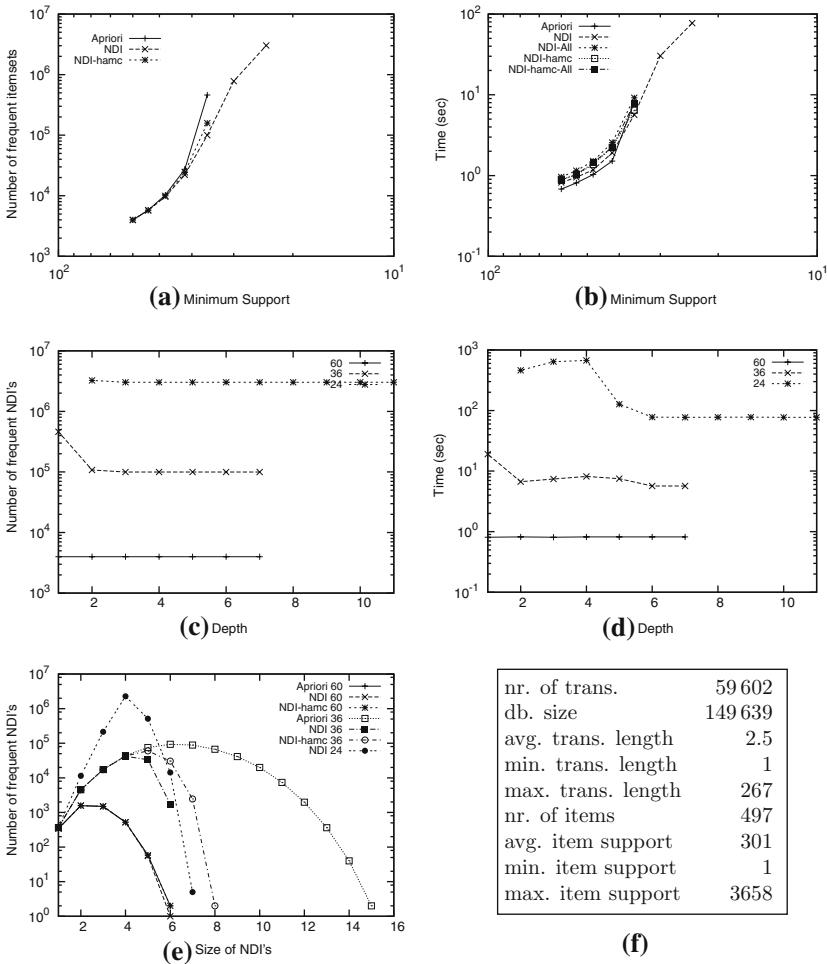 Number of frequent itemsets
10^7
10^6
10^5
10^4
10^3
10^2
10^1
Apriori
NDI
NDI-hamc
(a) Minimum Support
Time (sec)
10^2
10^1
10^0
10^-1
10^2
10^1
Apriori
NDI
NDI-All
NDI-hamc
NDI-hamc-All
(b) Minimum Support
Number of frequent NDI's
10^7
10^6
10^5
10^4
10^3
2
4
6
8
10
60
36
24
(c) Depth
Time (sec)
10^3
10^2
10^1
10^0
10^-1
2
4
6
8
10
60
36
24
(d) Depth
Number of frequent NDI's
10^7
10^6
10^5
10^4
10^3
10^2
10^1
10^0
2
4
6
8
10
12
14
16
Apriori 60
NDI 60
NDI-hamc 60
Apriori 36
NDI 36
NDI-hamc 36
NDI 24
(e) Size of NDI's
nr. of trans. 59 602
db. size 149 639
avg. trans. length 2.5
min. trans. length 1
max. trans. length 267
nr. of items 497
avg. item support 301
min. item support 1
max. item support 3658
(f)